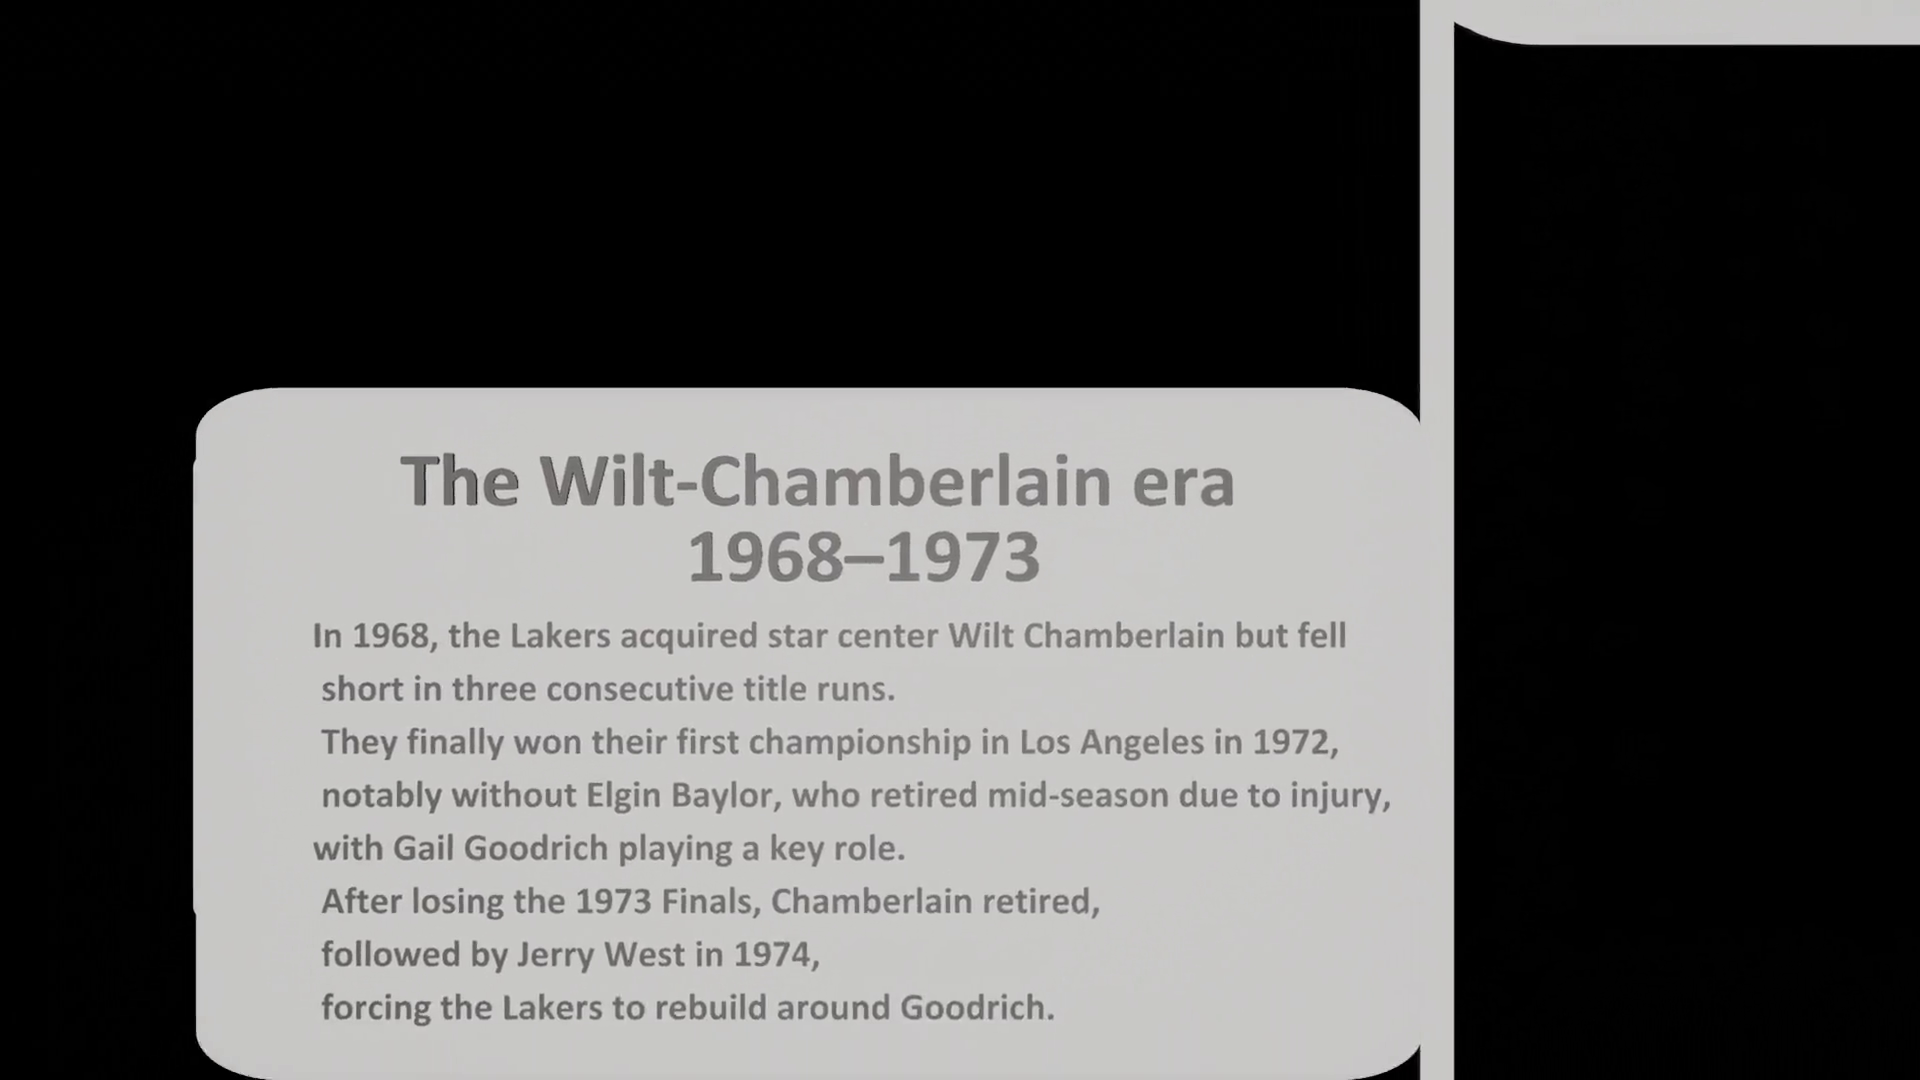 The Wilt-Chamberlain era
1968–1973
In 1968, the Lakers acquired star center Wilt Chamberlain but fell
short in three consecutive title runs.
They finally won their first championship in Los Angeles in 1972,
notably without Elgin Baylor, who retired mid-season due to injury,
with Gail Goodrich playing a key role.
After losing the 1973 Finals, Chamberlain retired,
followed by Jerry West in 1974,
forcing the Lakers to rebuild around Goodrich.